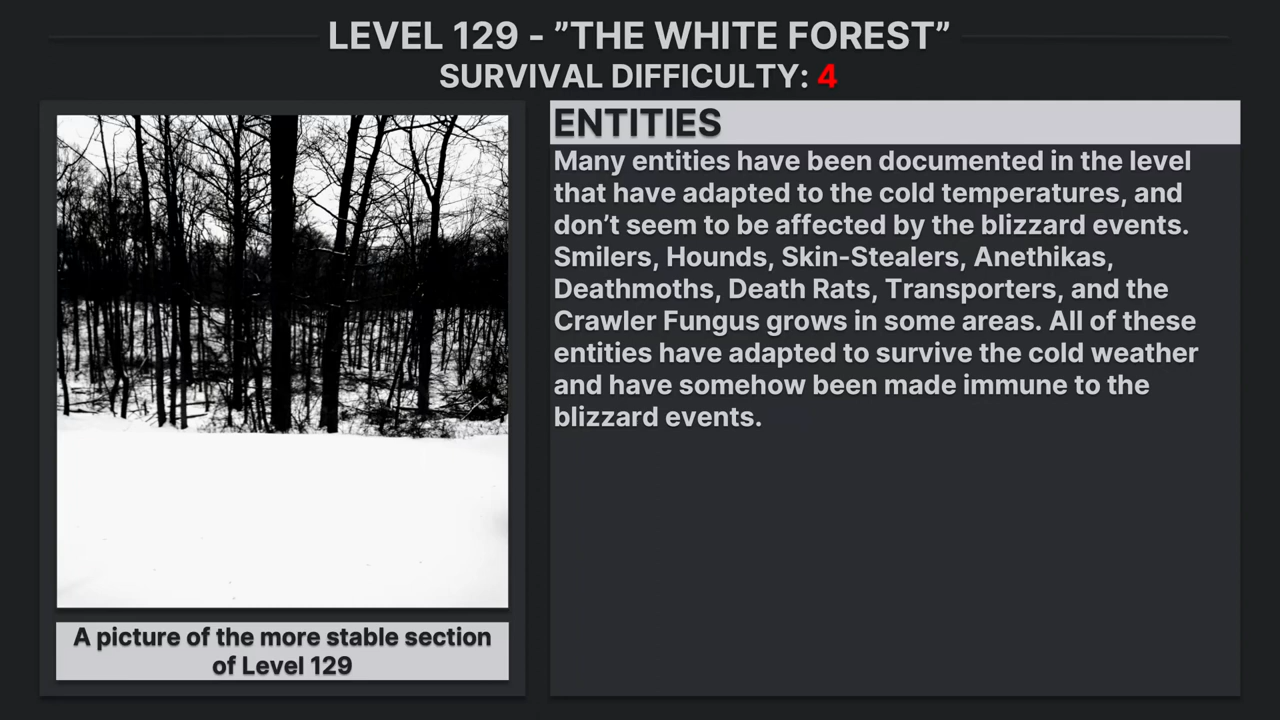 LEVEL 129 - ”THE WHITE FOREST”
SURVIVAL DIFFICULTY: 4
A picture of the more stable section
of Level 129
ENTITIES
Many entities have been documented in the level
that have adapted to the cold temperatures, and
don’t seem to be affected by the blizzard events.
Smilers, Hounds, Skin-Stealers, Anethikas,
Deathmoths, Death Rats, Transporters, and the
Crawler Fungus grows in some areas. All of these
entities have adapted to survive the cold weather
and have somehow been made immune to the
blizzard events.